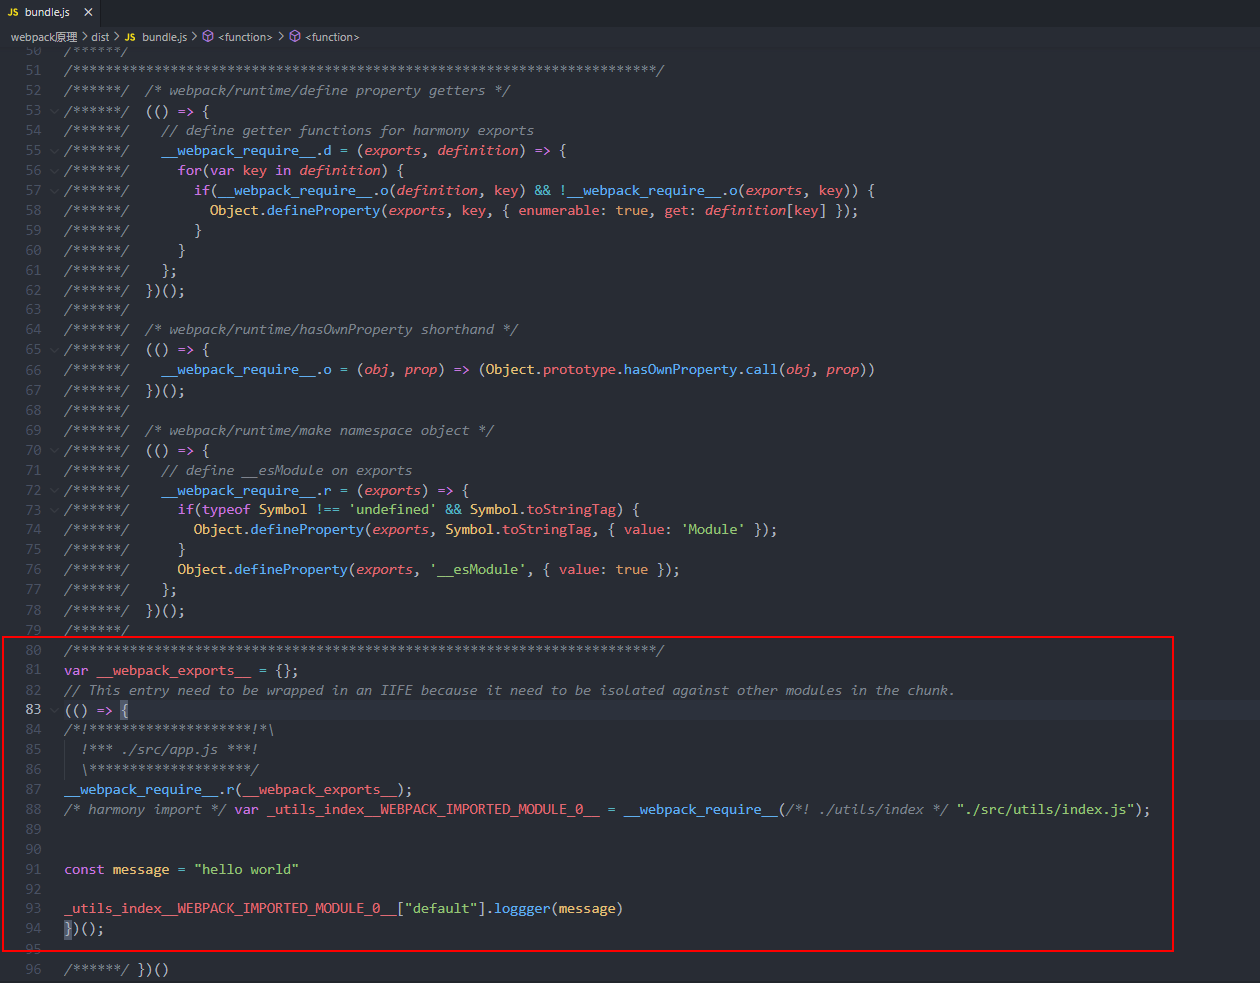 JS bundle.js ×
webpack原理 > dist > JS bundle.js > <function> > <function>
50 /******/
51 /************************************************************************/
52 /******/ /* webpack/runtime/define property getters */
53 /******/ (() => {
54 /******/ // define getter functions for harmony exports
55 /******/ __webpack_require__.d = (exports, definition) => {
56 /******/ for(var key in definition) {
57 /******/ if(__webpack_require__.o(definition, key) && !__webpack_require__.o(exports, key)) {
58 /******/ Object.defineProperty(exports, key, { enumerable: true, get: definition[key] });
59 /******/ }
60 /******/ }
61 /******/ };
62 /******/ })();
63 /******/
64 /******/ /* webpack/runtime/hasOwnProperty shorthand */
65 /******/ (() => {
66 /******/ __webpack_require__.o = (obj, prop) => (Object.prototype.hasOwnProperty.call(obj, prop))
67 /******/ })();
68 /******/
69 /******/ /* webpack/runtime/make namespace object */
70 /******/ (() => {
71 /******/ // define __esModule on exports
72 /******/ __webpack_require__.r = (exports) => {
73 /******/ if(typeof Symbol !== 'undefined' && Symbol.toStringTag) {
74 /******/ Object.defineProperty(exports, Symbol.toStringTag, { value: 'Module' });
75 /******/ }
76 /******/ Object.defineProperty(exports, '__esModule', { value: true });
77 /******/ };
78 /******/ })();
79 /******/
80 /************************************************************************/
81 var __webpack_exports__ = {};
82 // This entry need to be wrapped in an IIFE because it need to be isolated against other modules in the chunk.
83 (() => {
84 /*!********************!*\
85 !*** ./src/app.js ***!
86 \********************/
87 __webpack_require__.r(__webpack_exports__);
88 /* harmony import */ var _utils_index__WEBPACK_IMPORTED_MODULE_0__ = __webpack_require__(/*! ./utils/index */ "./src/utils/index.js");
89
90
91 const message = "hello world"
92
93 _utils_index__WEBPACK_IMPORTED_MODULE_0__["default"].loggger(message)
94 })();
95
96 /******/ })()